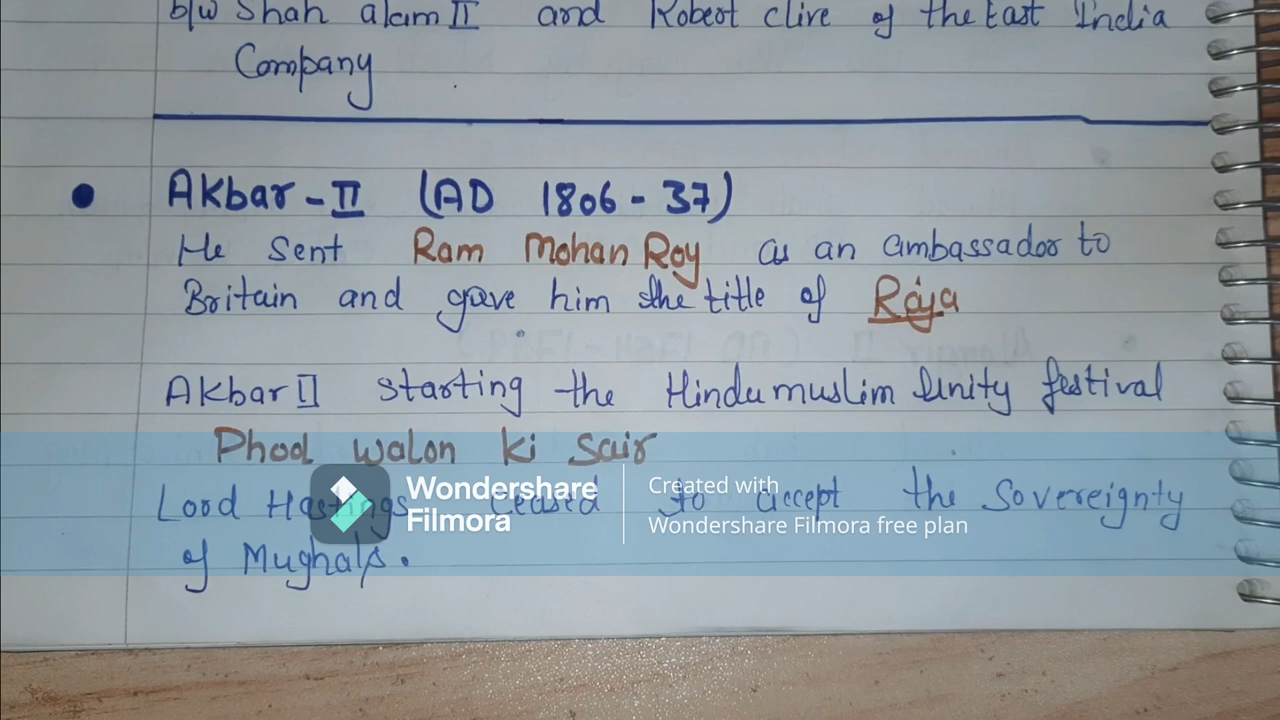 b/w Shah alam II and Robert clive of the East India
Company
Akbar-II (AD 1806-37)
He sent Ram Mohan Roy as an ambassador to
Britain and gave him the title of Raja
Akbar II starting the Hindu muslim Unity festival
Phool walon ki sair
Lord Hastings ceased to accept the Sovereignty
of Mughals.
Wondershare
Filmora
Created with
Wondershare Filmora free plan